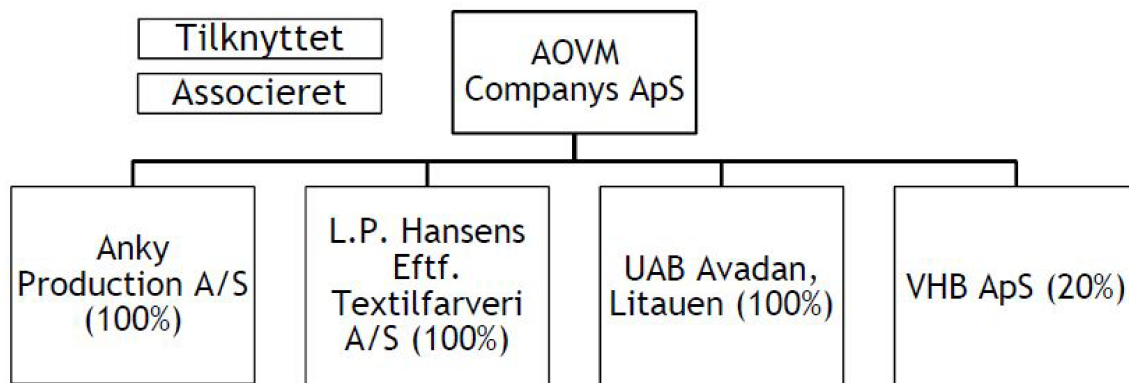 Tilknyttet
Associeret
AOVM
Companys ApS
Anky
Production A/S
(100%)
L.P. Hansens
Eftf.
Textilfarveri
A/S (100%)
UAB Avadan,
Litauen (100%)
VHB ApS (20%)